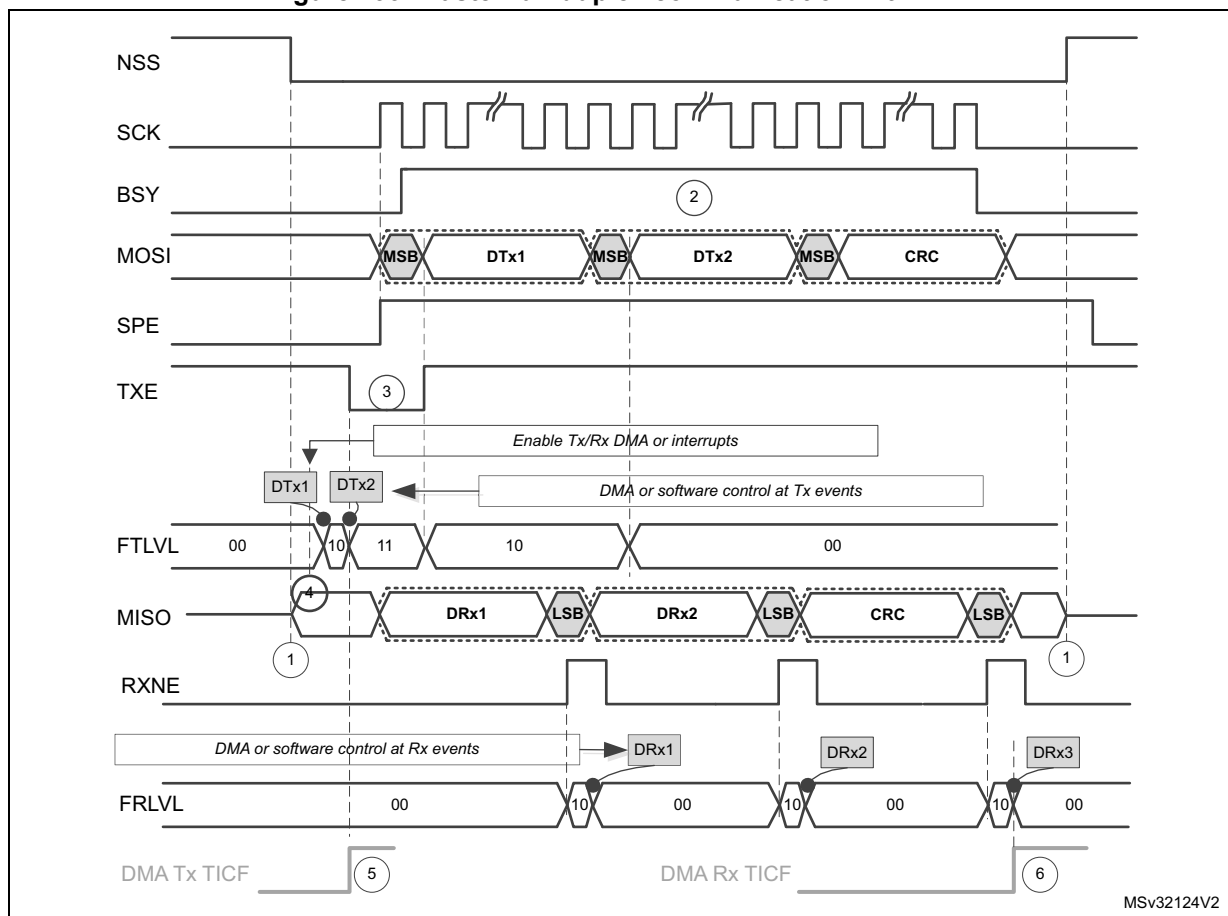 NSS
SCK
BSY
2
MOSI
MSB DTx1 MSB DTx2 MSB CRC
SPE
TXE
3
Enable Tx/Rx DMA or interrupts
DTx1 DTx2
DMA or software control at Tx events
FTLVL 00 10 11 10 00
4
MISO
DRx1 LSB DRx2 LSB CRC LSB
1 1
RXNE
DMA or software control at Rx events DRx1 DRx2 DRx3
FRLVL 00 10 00 10 00 10 00
DMA Tx TICF 5 DMA Rx TICF 6
MSv32124V2